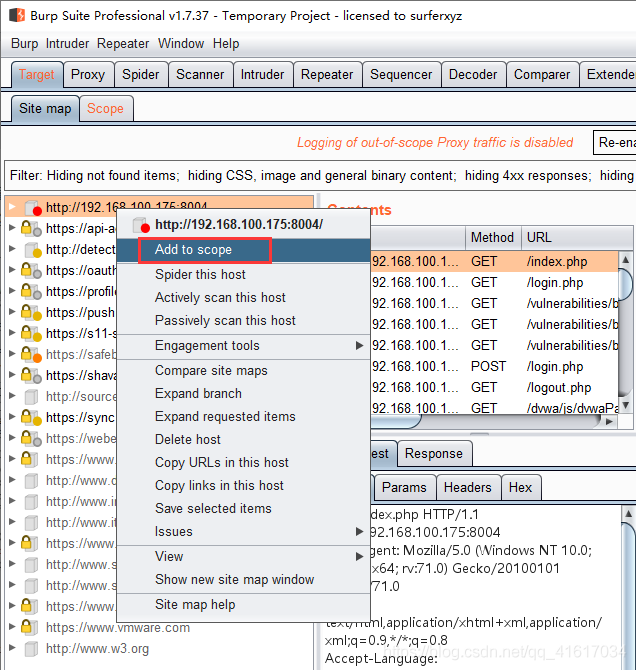 Burp Suite Professional v1.7.37 - Temporary Project - licensed to surferxyz
Burp Intruder Repeater Window Help
Target Proxy Spider Scanner Intruder Repeater Sequencer Decoder Comparer Extende
Site map Scope
Logging of out-of-scope Proxy traffic is disabled Re-ena
Filter: Hiding not found items; hiding CSS, image and general binary content; hiding 4xx responses; hiding
http://192.168.100.175:8004
https://api-a
http://detect
https://oauth
https://profile
https://push
https://s11-s
https://safeb
https://shava
http://source
https://sync
https://webe
https://www.
http://www.c
http://www.in
http://www.it
https://www.
http://www.s
http://www.s
https://www.
https://www.vmware.com
http://www.w3.org
http://192.168.100.175:8004/
Add to scope
Spider this host
Actively scan this host
Passively scan this host
Engagement tools
Compare site maps
Expand branch
Expand requested items
Delete host
Copy URLs in this host
Copy links in this host
Save selected items
Issues
View
Show new site map window
Site map help
Contents
Method URL
92.168.100.1... GET /index.php
92.168.100.1... GET /login.php
92.168.100.1... GET /vulnerabilities/b
92.168.100.1... GET /vulnerabilities/b
92.168.100.1... POST /login.php
92.168.100.1... GET /logout.php
92.168.100.1... GET /dvwa/js/dvwaPa
est Response
Params Headers Hex
dex.php HTTP/1.1
92.168.100.175:8004
gent: Mozilla/5.0 (Windows NT 10.0;
x64; rv:71.0) Gecko/20100101
/71.0
text/html,application/xhtml+xml,application/
xml;q=0.9,*/*;q=0.8
Accept-Language:
https://blog.csdn.net/qq_41617034